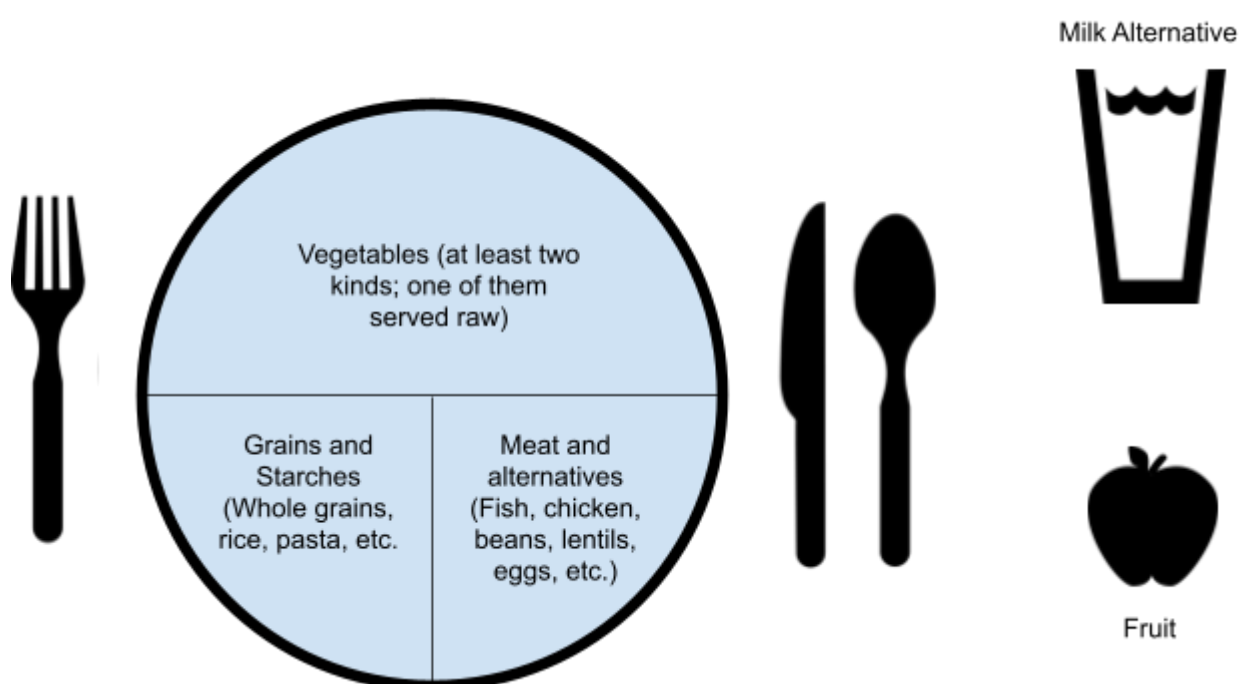 Milk Alternative
Vegetables (at least two
kinds; one of them
served raw)
Grains and
Starches
(Whole grains,
rice, pasta, etc.
Meat and
alternatives
(Fish, chicken,
beans, lentils,
eggs, etc.)
Fruit